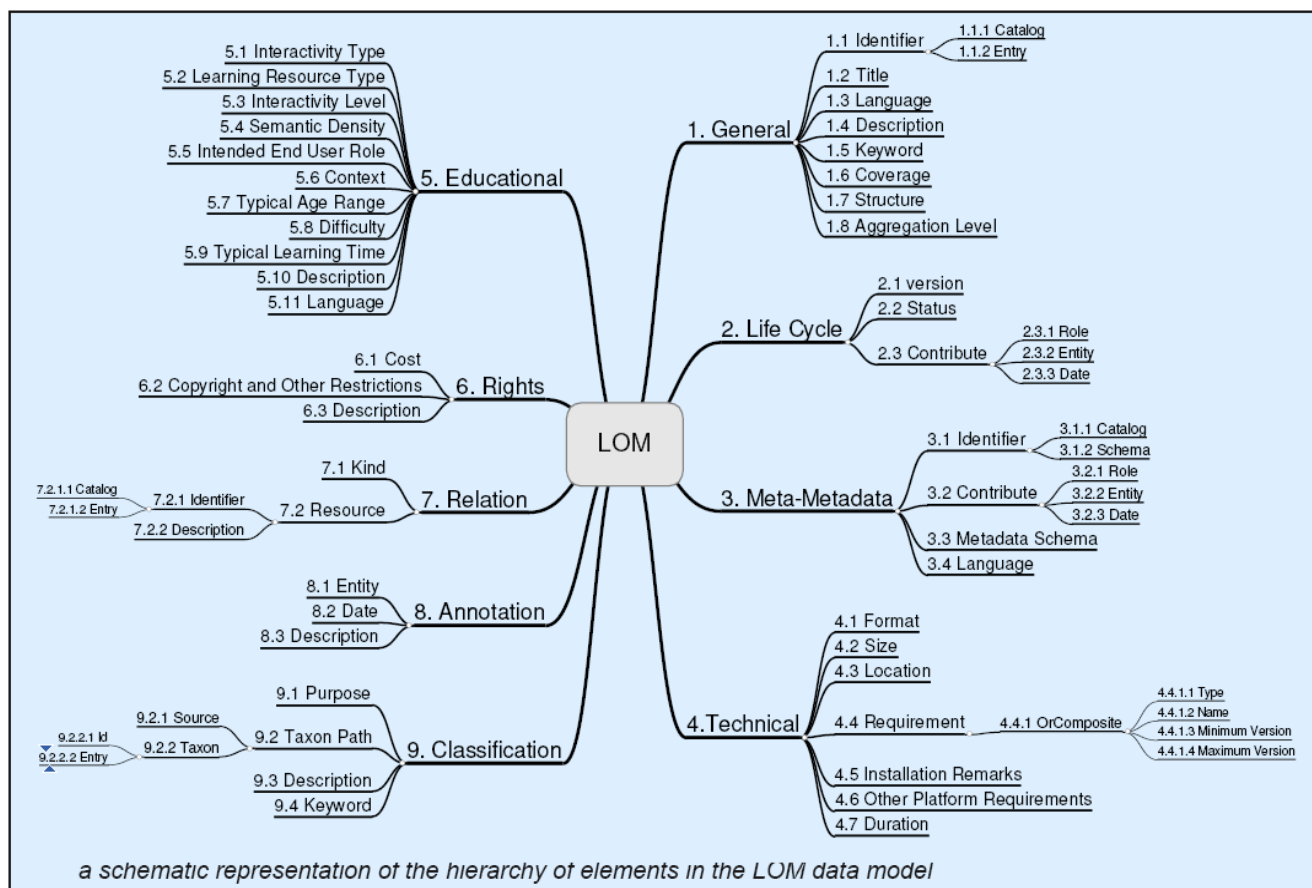 LOM
1. General
1.1 Identifier
1.1.1 Catalog
1.1.2 Entry
1.2 Title
1.3 Language
1.4 Description
1.5 Keyword
1.6 Coverage
1.7 Structure
1.8 Aggregation Level
2. Life Cycle
2.1 version
2.2 Status
2.3 Contribute
2.3.1 Role
2.3.2 Entity
2.3.3 Date
3. Meta-Metadata
3.1 Identifier
3.1.1 Catalog
3.1.2 Schema
3.2 Contribute
3.2.1 Role
3.2.2 Entity
3.2.3 Date
3.3 Metadata Schema
3.4 Language
4.Technical
4.1 Format
4.2 Size
4.3 Location
4.4 Requirement
4.4.1 OrComposite
4.4.1.1 Type
4.4.1.2 Name
4.4.1.3 Minimum Version
4.4.1.4 Maximum Version
4.5 Installation Remarks
4.6 Other Platform Requirements
4.7 Duration
5. Educational
5.1 Interactivity Type
5.2 Learning Resource Type
5.3 Interactivity Level
5.4 Semantic Density
5.5 Intended End User Role
5.6 Context
5.7 Typical Age Range
5.8 Difficulty
5.9 Typical Learning Time
5.10 Description
5.11 Language
6. Rights
6.1 Cost
6.2 Copyright and Other Restrictions
6.3 Description
7. Relation
7.1 Kind
7.2 Resource
7.2.1 Identifier
7.2.1.1 Catalog
7.2.1.2 Entry
7.2.2 Description
8. Annotation
8.1 Entity
8.2 Date
8.3 Description
9. Classification
9.1 Purpose
9.2 Taxon Path
9.2.1 Source
9.2.2 Taxon
9.2.2.1 Id
9.2.2.2 Entry
9.3 Description
9.4 Keyword
a schematic representation of the hierarchy of elements in the LOM data model